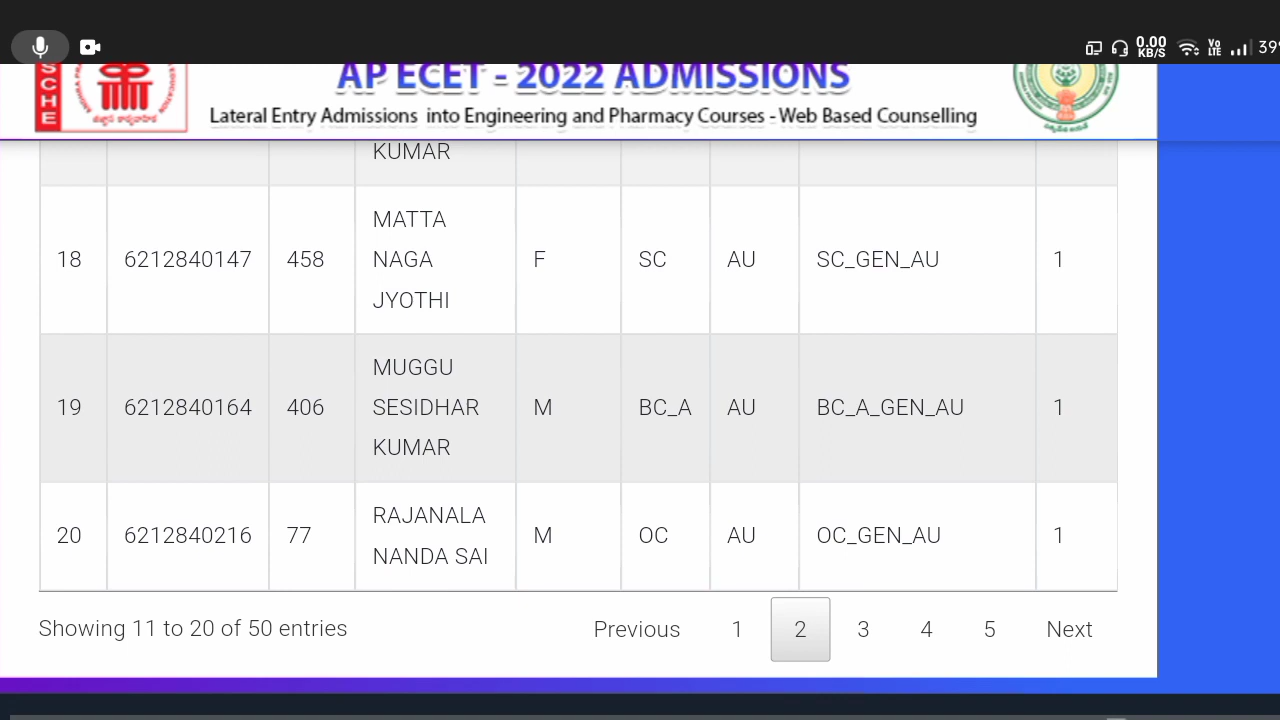 0.00
KB/S
Vo
LTE
39
SCHE
AP ECET - 2022 ADMISSIONS
Lateral Entry Admissions into Engineering and Pharmacy Courses - Web Based Counselling
KUMAR
18 6212840147 458 MATTA NAGA JYOTHI F SC AU SC_GEN_AU 1
19 6212840164 406 MUGGU SESIDHAR KUMAR M BC_A AU BC_A_GEN_AU 1
20 6212840216 77 RAJANALA NANDA SAI M OC AU OC_GEN_AU 1
Showing 11 to 20 of 50 entries
Previous 1 2 3 4 5 Next